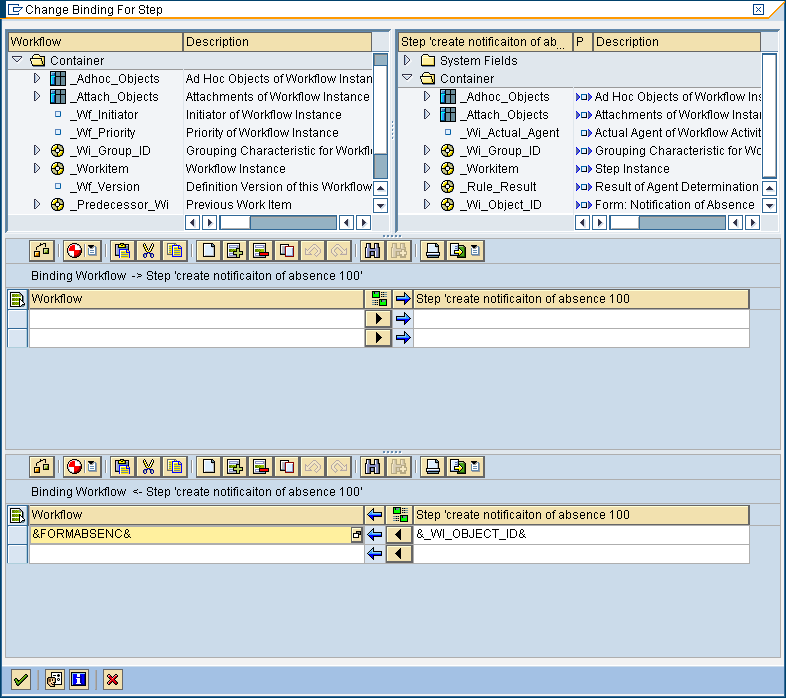 Change Binding For Step
Workflow Description
Container
_Adhoc_Objects Ad Hoc Objects of Workflow Instan
_Attach_Objects Attachments of Workflow Instance
_Wf_Initiator Initiator of Workflow Instance
_Wf_Priority Priority of Workflow Instance
_Wi_Group_ID Grouping Characteristic for Workfl
_Workitem Workflow Instance
_Wf_Version Definition Version of this Workflow
_Predecessor_Wi Previous Work Item
Step 'create notificaiton of ab... P Description
System Fields
Container
_Adhoc_Objects Ad Hoc Objects of Workflow Ins
_Attach_Objects Attachments of Workflow Instan
_Wi_Actual_Agent Actual Agent of Workflow Activit
_Wi_Group_ID Grouping Characteristic for Wo
_Workitem Step Instance
_Rule_Result Result of Agent Determination
_Wi_Object_ID Form: Notification of Absence
Binding Workflow -> Step 'create notificaiton of absence 100'
Workflow Step 'create notificaiton of absence 100
Binding Workflow <- Step 'create notificaiton of absence 100'
Workflow Step 'create notificaiton of absence 100
&FORMABSENC& &_WI_OBJECT_ID&